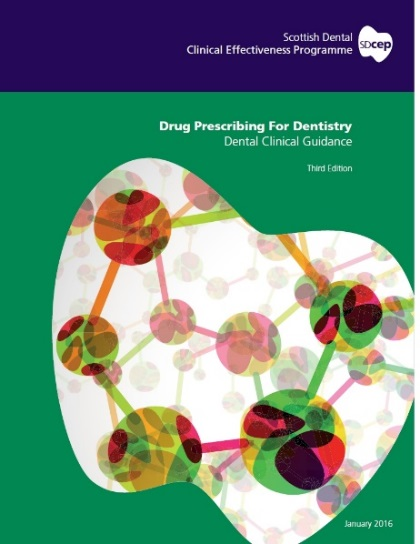 Scottish Dental
Clinical Effectiveness Programme
SDcep
Drug Prescribing For Dentistry
Dental Clinical Guidance
Third Edition
January 2016